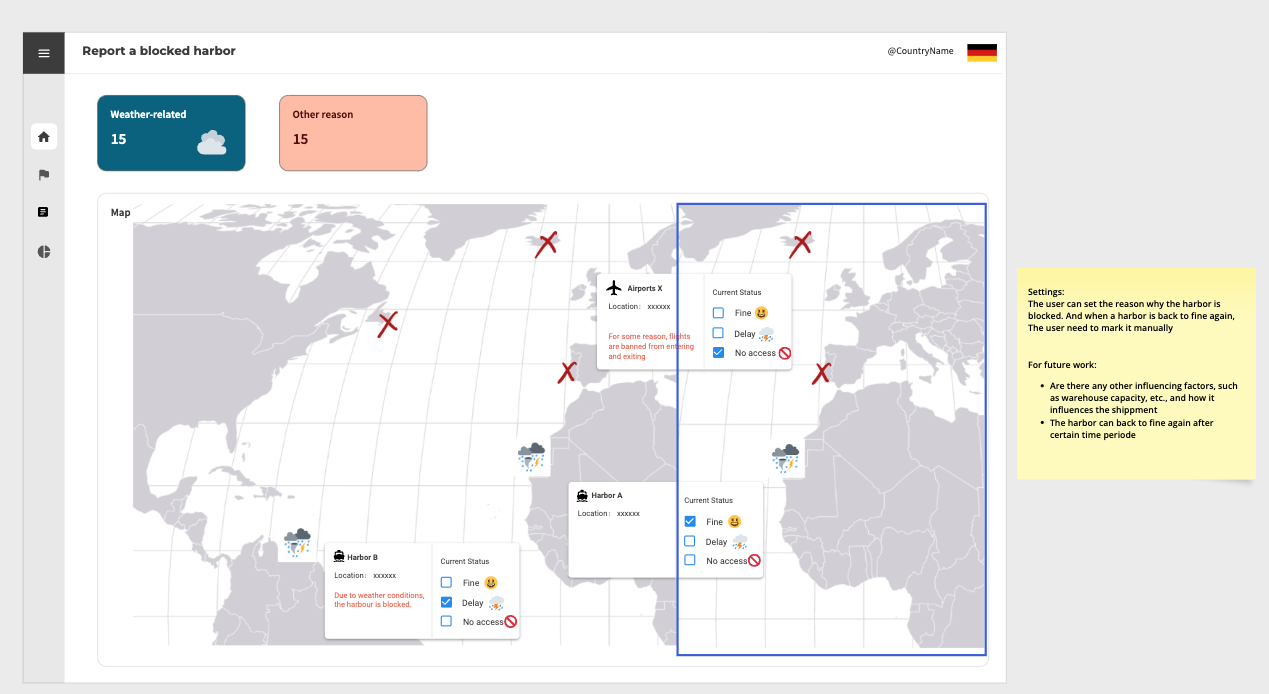 Report a blocked harbor
@CountryName
Weather-related
15
Other reason
15
Map
Airports X
Location: xxxxxx
For some reason, flights
are banned from entering
and exiting
Current Status
Fine
Delay
No access
Harbor A
Location: xxxxxx
Current Status
Fine
Delay
No access
Harbor B
Location: xxxxxx
Due to weather conditions,
the harbour is blocked.
Current Status
Fine
Delay
No access
Settings:
The user can set the reason why the harbor is
blocked. And when a harbor is back to fine again,
The user need to mark it manually
For future work:
• Are there any other influencing factors, such
as warehouse capacity, etc., and how it
influences the shippment
• The harbor can back to fine again after
certain time periode